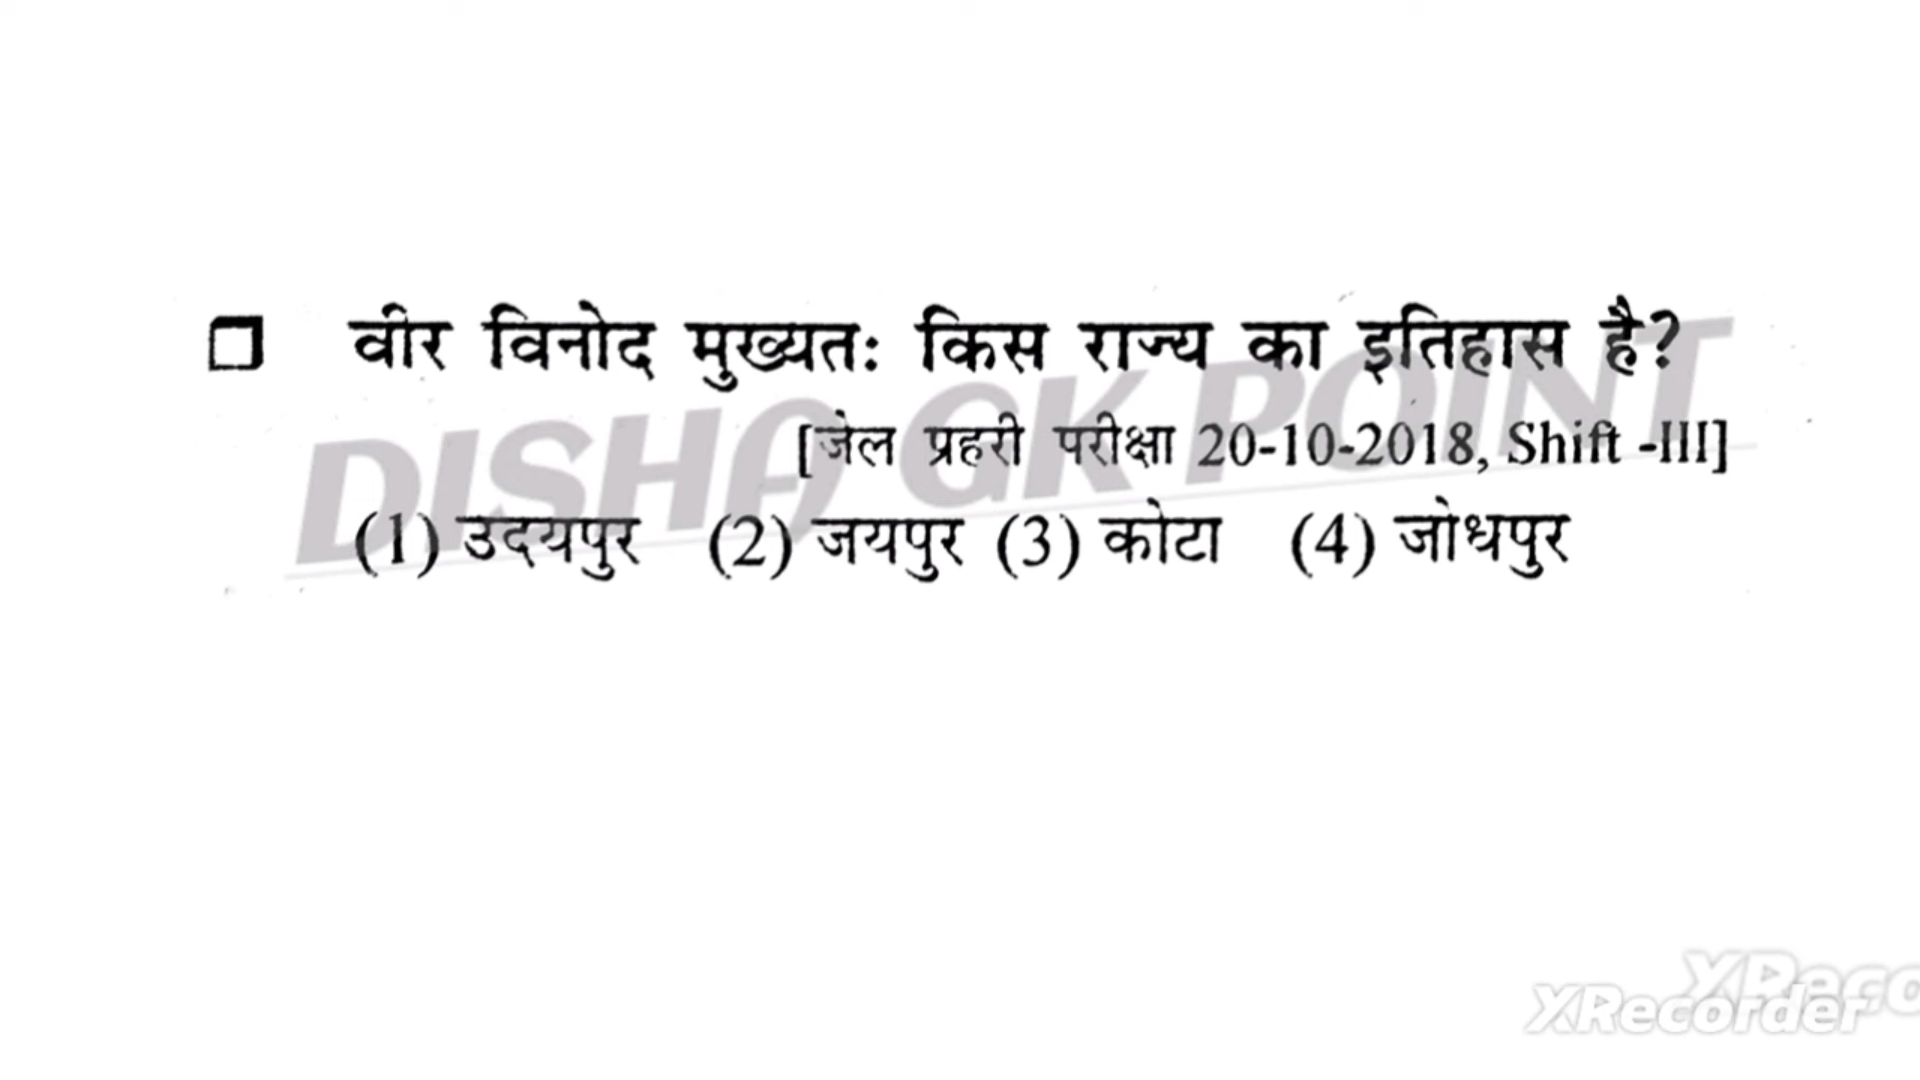 ❑ वीर विनोद मुख्यतः किस राज्य का इतिहास है?
[जेल प्रहरी परीक्षा 20-10-2018, Shift -III]
(1) उदयपुर (2) जयपुर (3) कोटा (4) जोधपुर
DISHA GK POINT
XRecorder
XReco